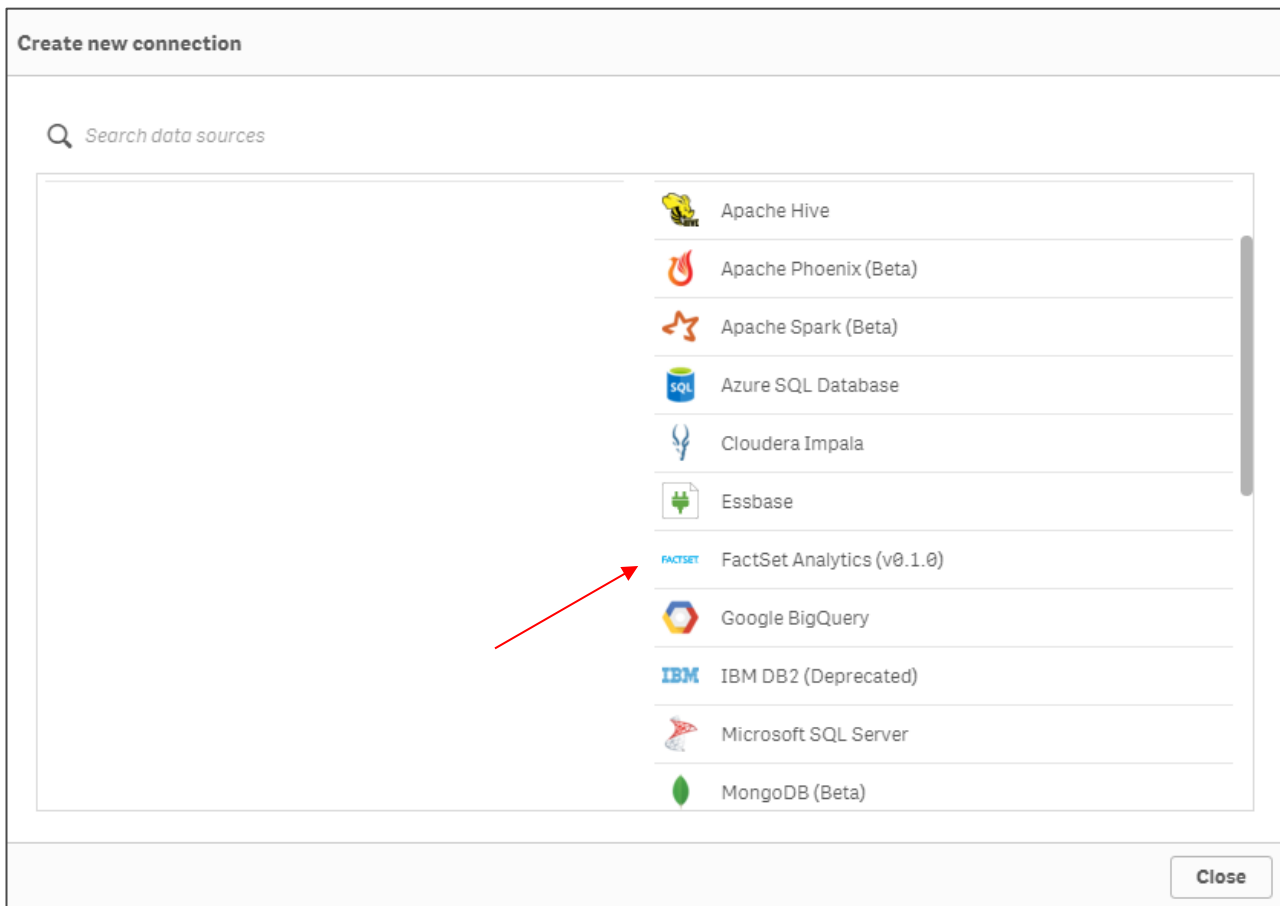 Create new connection
Search data sources
HIVE
Apache Hive
Apache Phoenix (Beta)
Apache Spark (Beta)
SQL
Azure SQL Database
Cloudera Impala
Essbase
FACTSET
FactSet Analytics (v0.1.0)
Google BigQuery
IBM
IBM DB2 (Deprecated)
Microsoft SQL Server
MongoDB (Beta)
Close